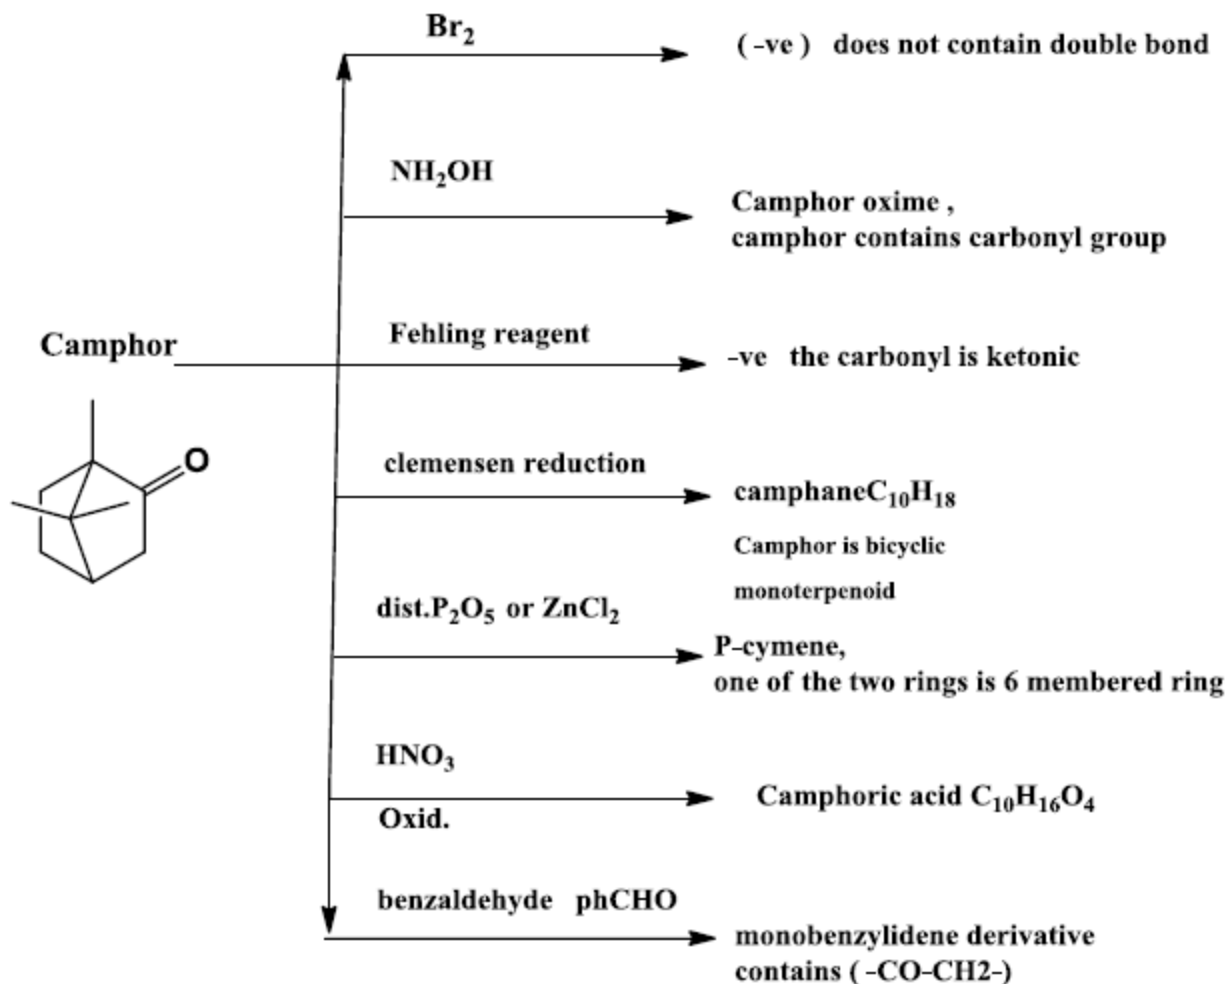 Br₂
( -ve )   does not contain double bond
NH₂OH
Camphor oxime ,
camphor contains carbonyl group
Camphor
Fehling reagent
-ve   the carbonyl is ketonic
O
clemensen reduction
camphaneC₁₀H₁₈
Camphor is bicyclic
monoterpenoid
dist.P₂O₅ or ZnCl₂
P-cymene,
one of the two rings is 6 membered ring
HNO₃
Oxid.
Camphoric acid C₁₀H₁₆O₄
benzaldehyde   phCHO
monobenzylidene derivative
contains ( -CO-CH2-)